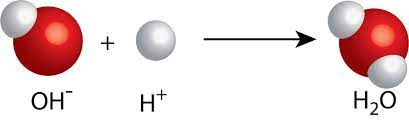 +
OH⁻ H⁺ H₂O